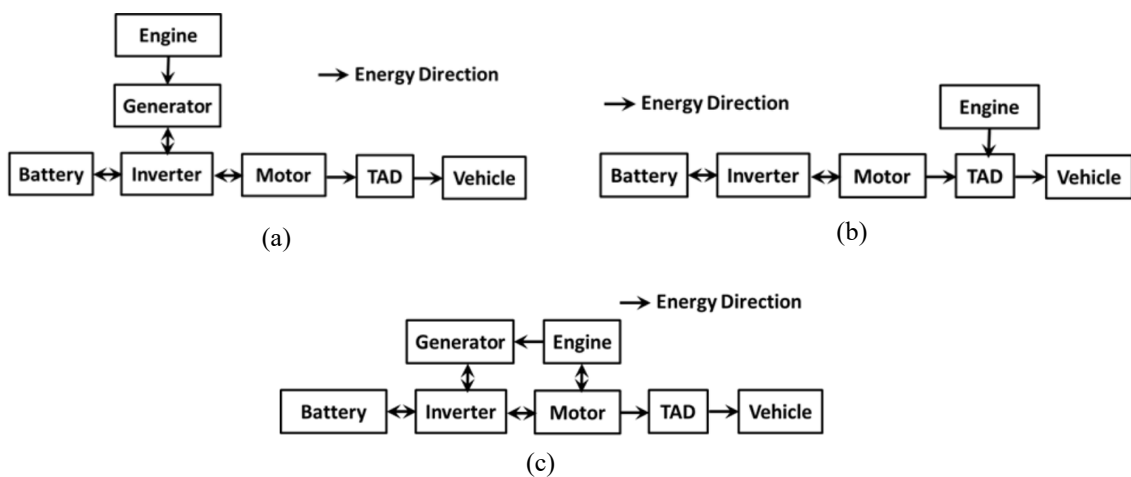 Engine
→ Energy Direction
Generator
Battery Inverter Motor TAD Vehicle
(a)
→ Energy Direction
Engine
Battery Inverter Motor TAD Vehicle
(b)
→ Energy Direction
Generator Engine
Battery Inverter Motor TAD Vehicle
(c)